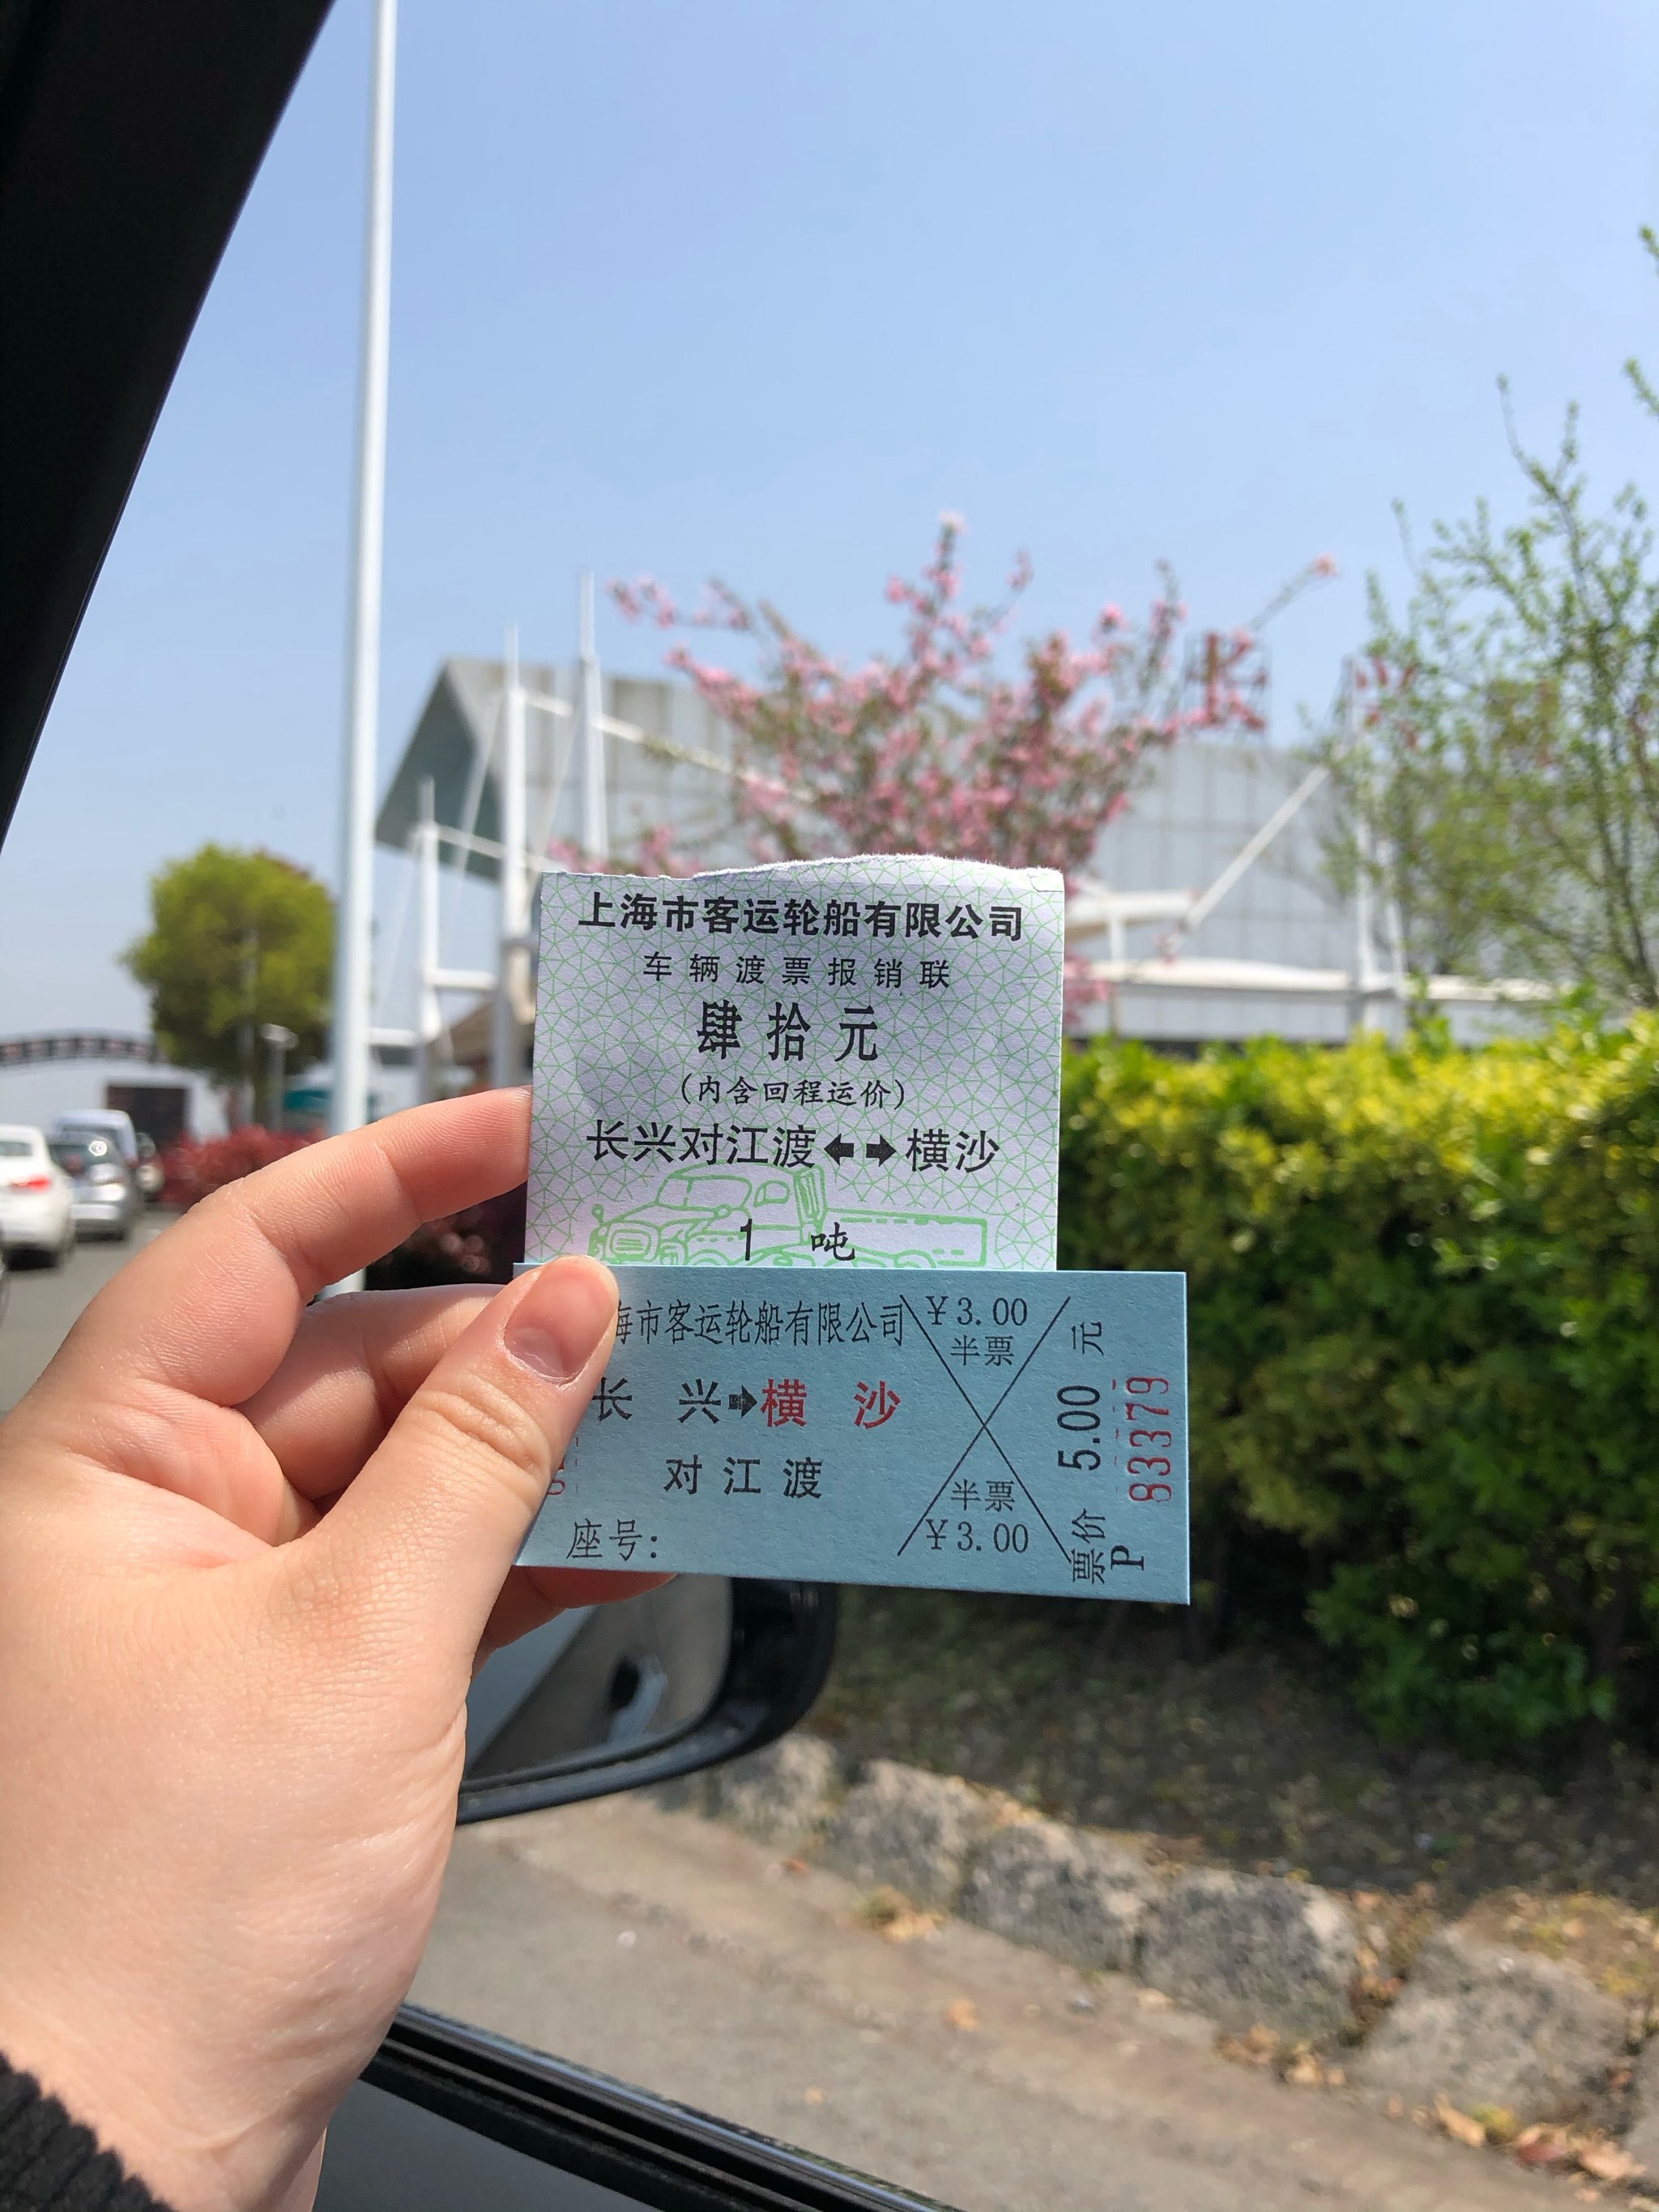 上海市客运轮船有限公司
车辆渡票报销联
肆拾元
(内含回程运价)
长兴对江渡⬅➡横沙
1 吨
海市客运轮船有限公司
长兴➡横沙
对江渡
座号:
¥3.00
半票
半票
¥3.00
票价 5.00 元
P
83379